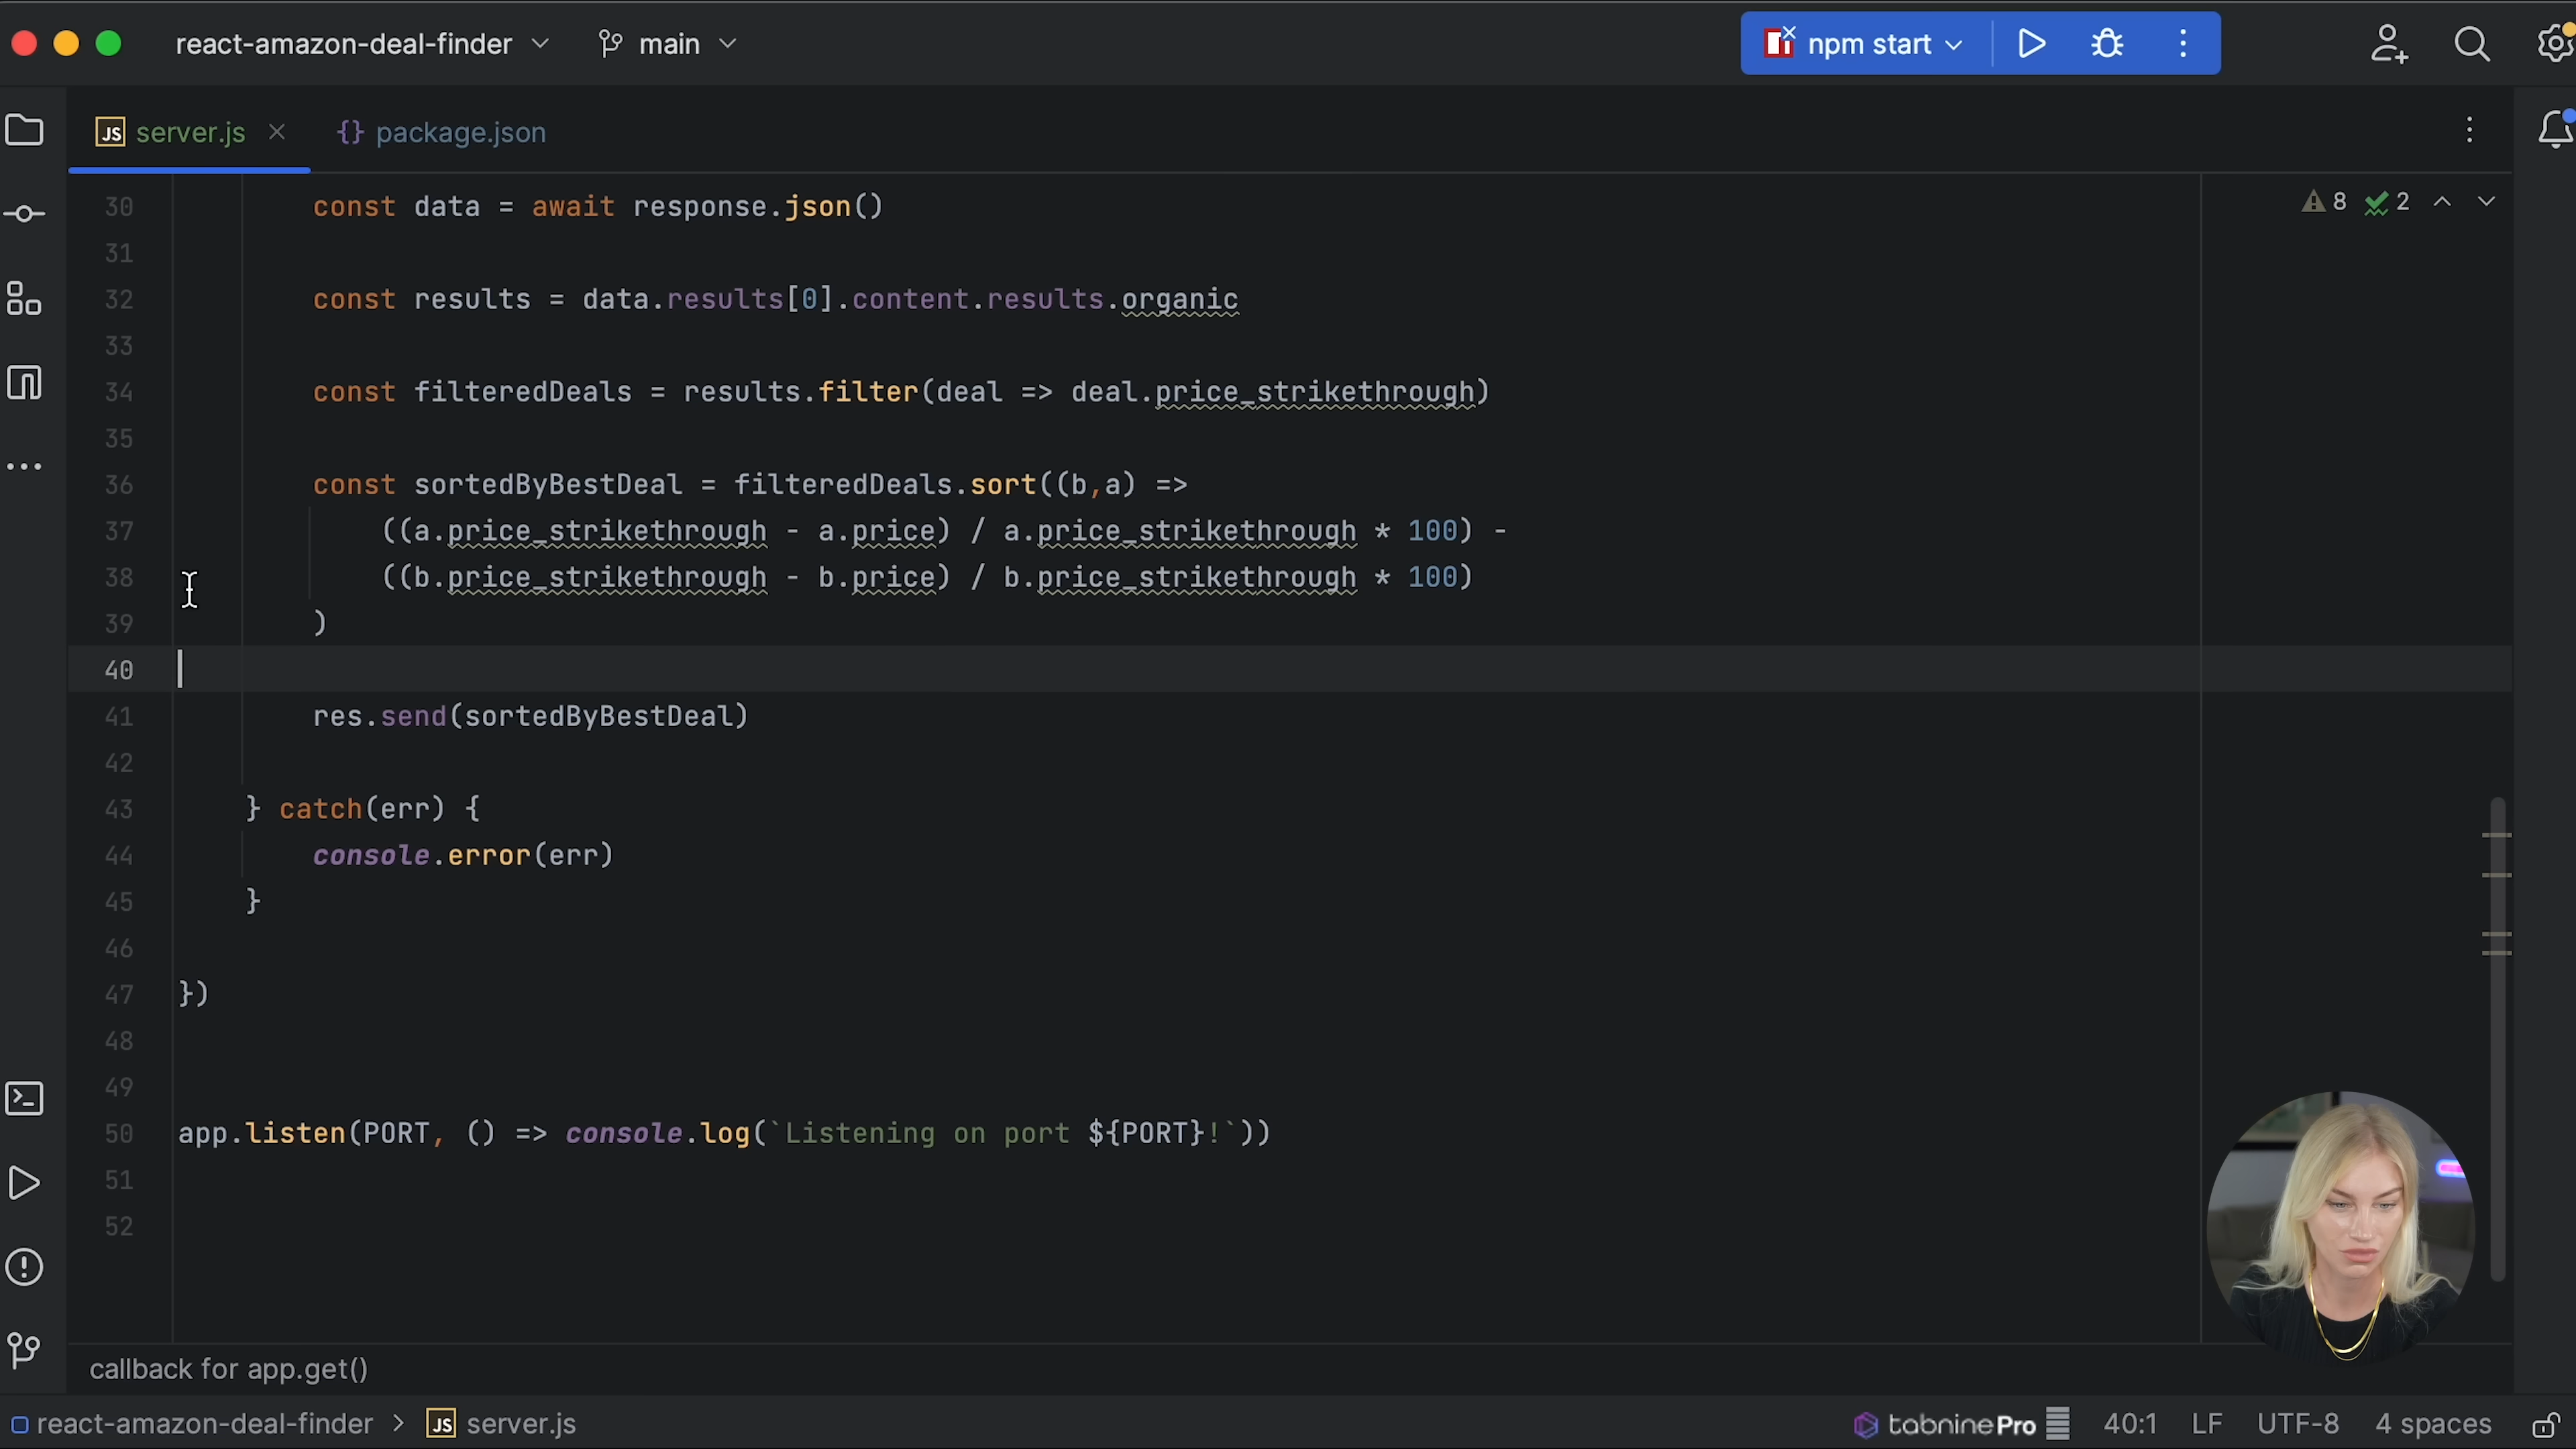 react-amazon-deal-finder main npm start
JS server.js {} package.json
30 const data = await response.json() 8 2
31
32 const results = data.results[0].content.results.organic
33
34 const filteredDeals = results.filter(deal => deal.price_strikethrough)
35
36 const sortedByBestDeal = filteredDeals.sort((b,a) =>
37 ((a.price_strikethrough - a.price) / a.price_strikethrough * 100) -
38 ((b.price_strikethrough - b.price) / b.price_strikethrough * 100)
39 )
40
41 res.send(sortedByBestDeal)
42
43 } catch(err) {
44 console.error(err)
45 }
46
47 })
48
49
50 app.listen(PORT, () => console.log(`Listening on port ${PORT}!`))
51
52
callback for app.get()
react-amazon-deal-finder > JS server.js tabnine Pro 40:1 LF UTF-8 4 spaces